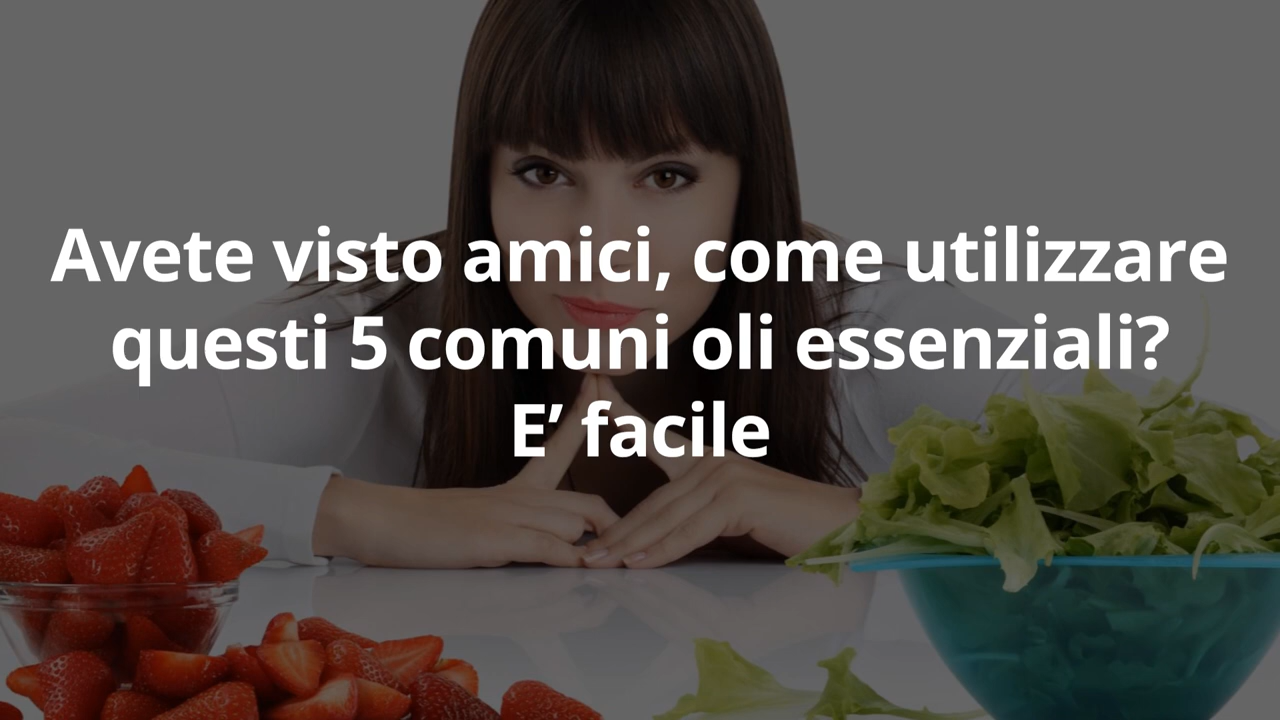 Avete visto amici, come utilizzare
questi 5 comuni oli essenziali?
E’ facile